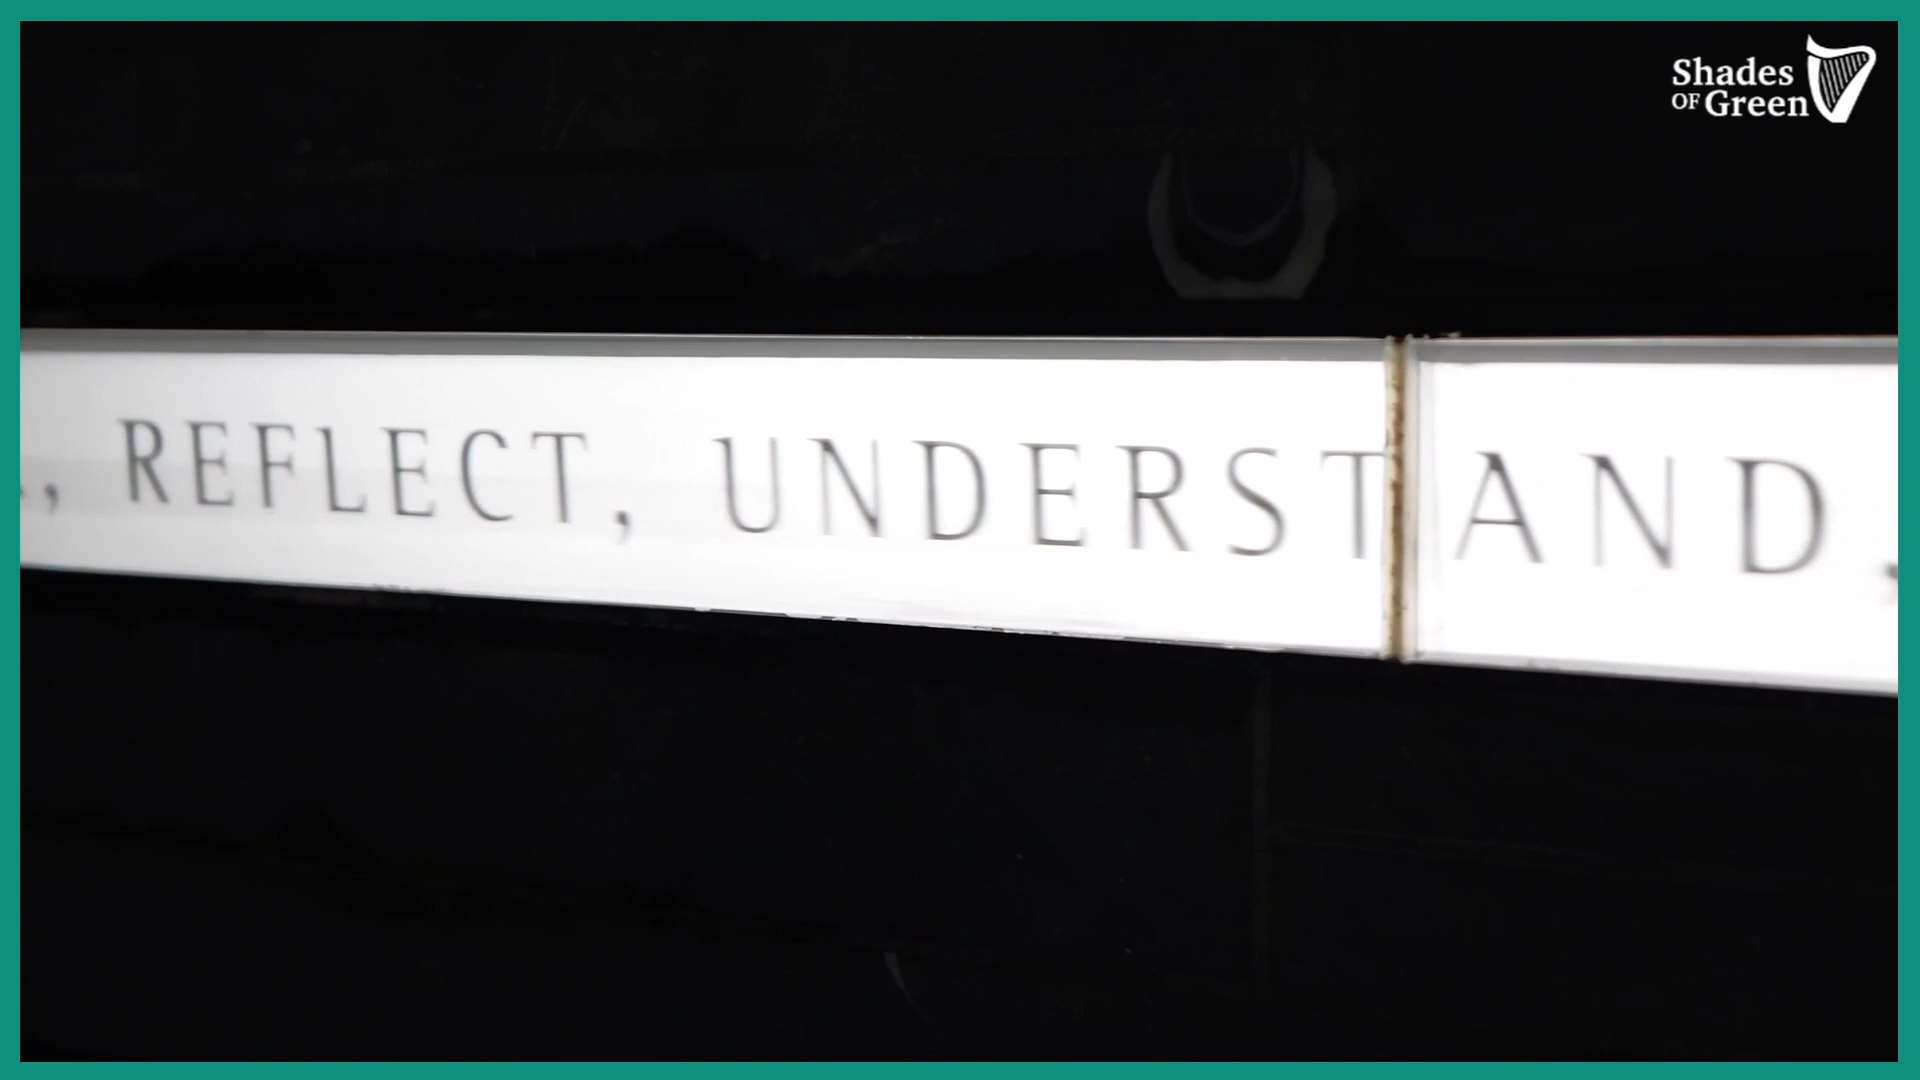 Shades
OF Green
, REFLECT, UNDERSTAND,